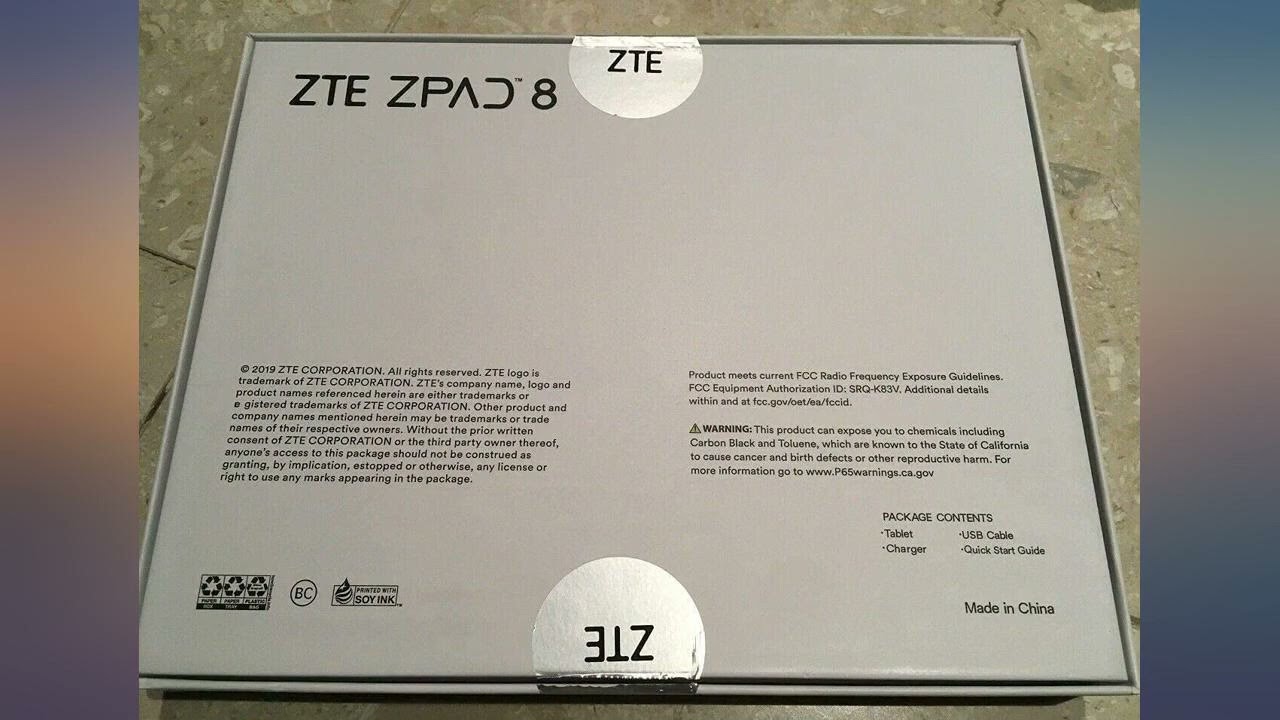 ZTE
ZTE ZPAD™ 8
© 2019 ZTE CORPORATION. All rights reserved. ZTE logo is
trademark of ZTE CORPORATION. ZTE's company name, logo and
product names referenced herein are either trademarks or
e gistered trademarks of ZTE CORPORATION. Other product and
company names mentioned herein may be trademarks or trade
names of their respective owners. Without the prior written
consent of ZTE CORPORATION or the third party owner thereof,
anyone's access to this package should not be construed as
granting, by implication, estopped or otherwise, any license or
right to use any marks appearing in the package.
Product meets current FCC Radio Frequency Exposure Guidelines.
FCC Equipment Authorization ID: SRQ-K83V. Additional details
within and at fcc.gov/oet/ea/fccid.
⚠WARNING: This product can expose you to chemicals including
Carbon Black and Toluene, which are known to the State of California
to cause cancer and birth defects or other reproductive harm. For
more information go to www.P65warnings.ca.gov
PACKAGE CONTENTS
·Tablet ·USB Cable
·Charger ·Quick Start Guide
PAPER PAPER PLASTIC
BOX TRAY BAG
BC
PRINTED WITH
SOY INK™
Made in China
ZTE